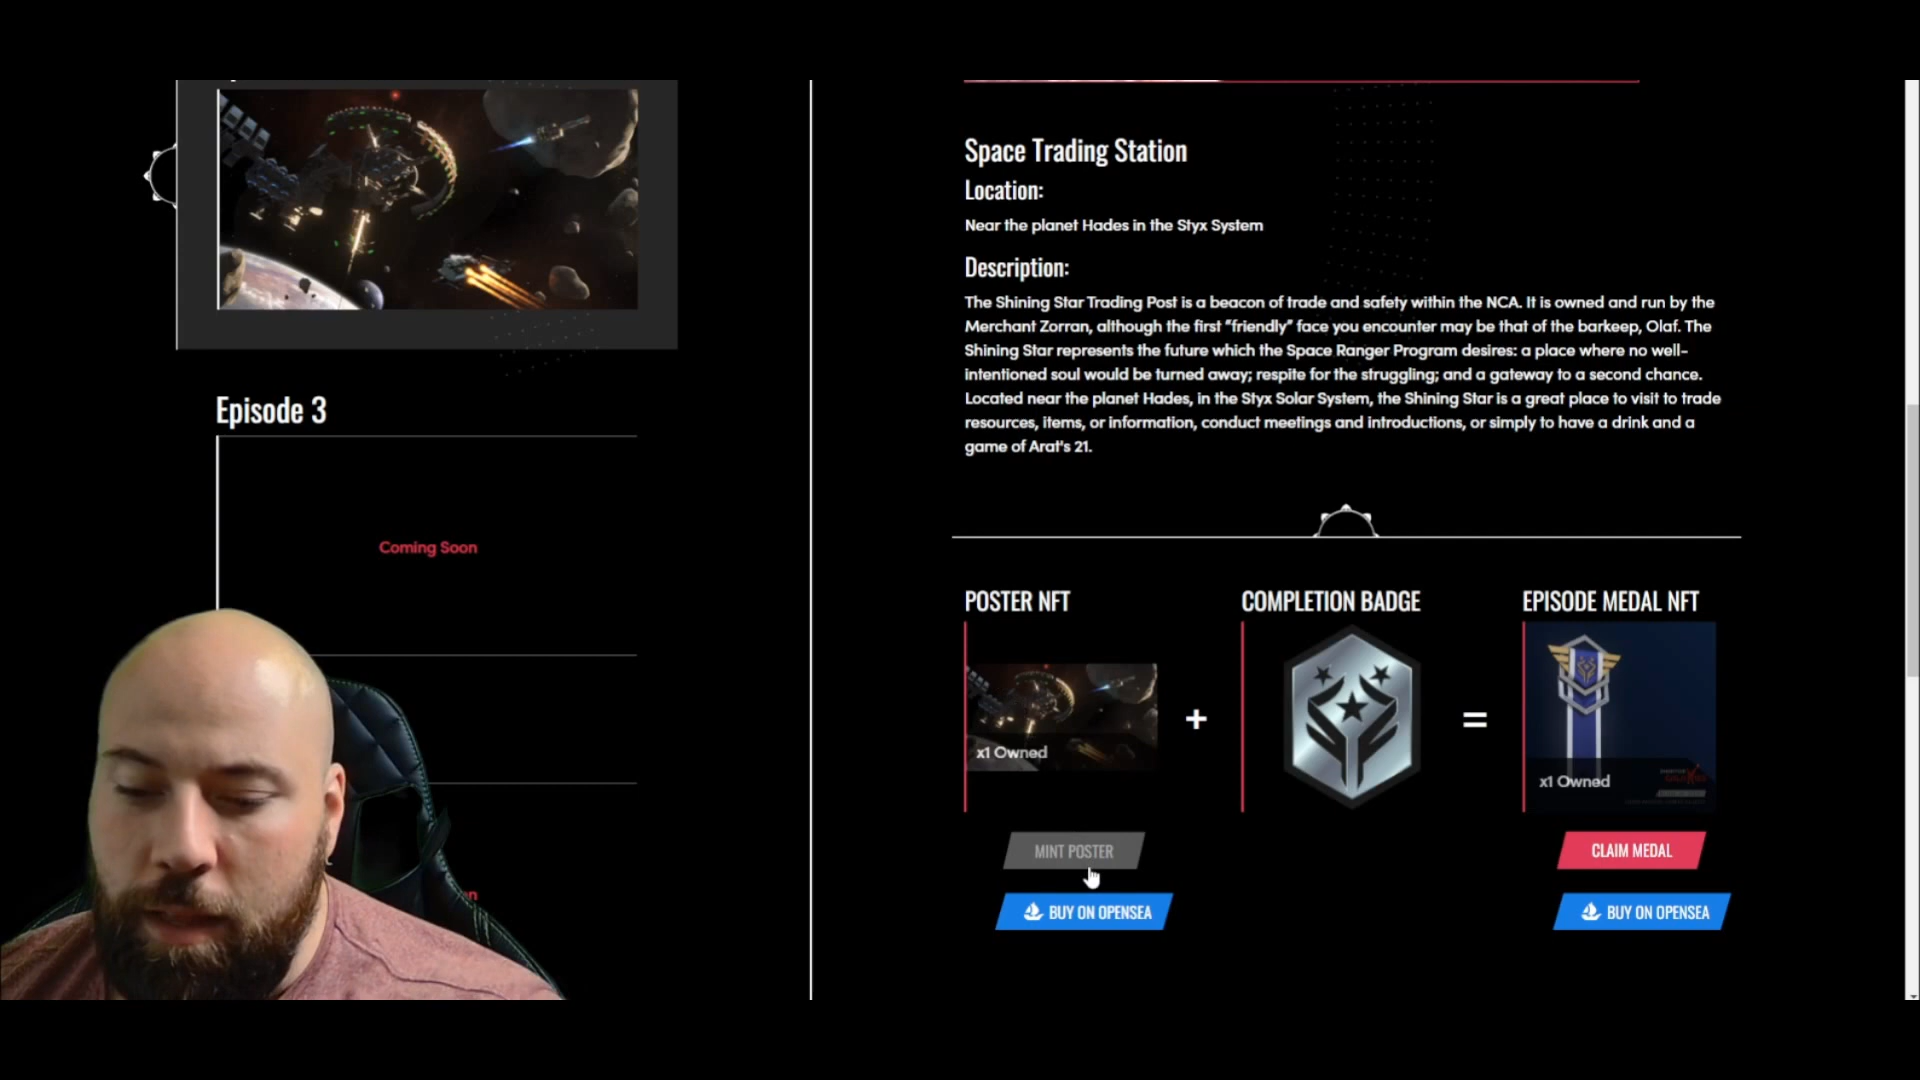 Episode 3
Coming Soon
Space Trading Station
Location:
Near the planet Hades in the Styx System
Description:
The Shining Star Trading Post is a beacon of trade and safety within the NCA. It is owned and run by the
Merchant Zorran, although the first “friendly” face you encounter may be that of the barkeep, Olaf. The
Shining Star represents the future which the Space Ranger Program desires: a place where no well-
intentioned soul would be turned away; respite for the struggling; and a gateway to a second chance.
Located near the planet Hades, in the Styx Solar System, the Shining Star is a great place to visit to trade
resources, items, or information, conduct meetings and introductions, or simply to have a drink and a
game of Arat's 21.
POSTER NFT
COMPLETION BADGE
EPISODE MEDAL NFT
x1 Owned
+
=
x1 Owned
MINT POSTER
CLAIM MEDAL
BUY ON OPENSEA
BUY ON OPENSEA